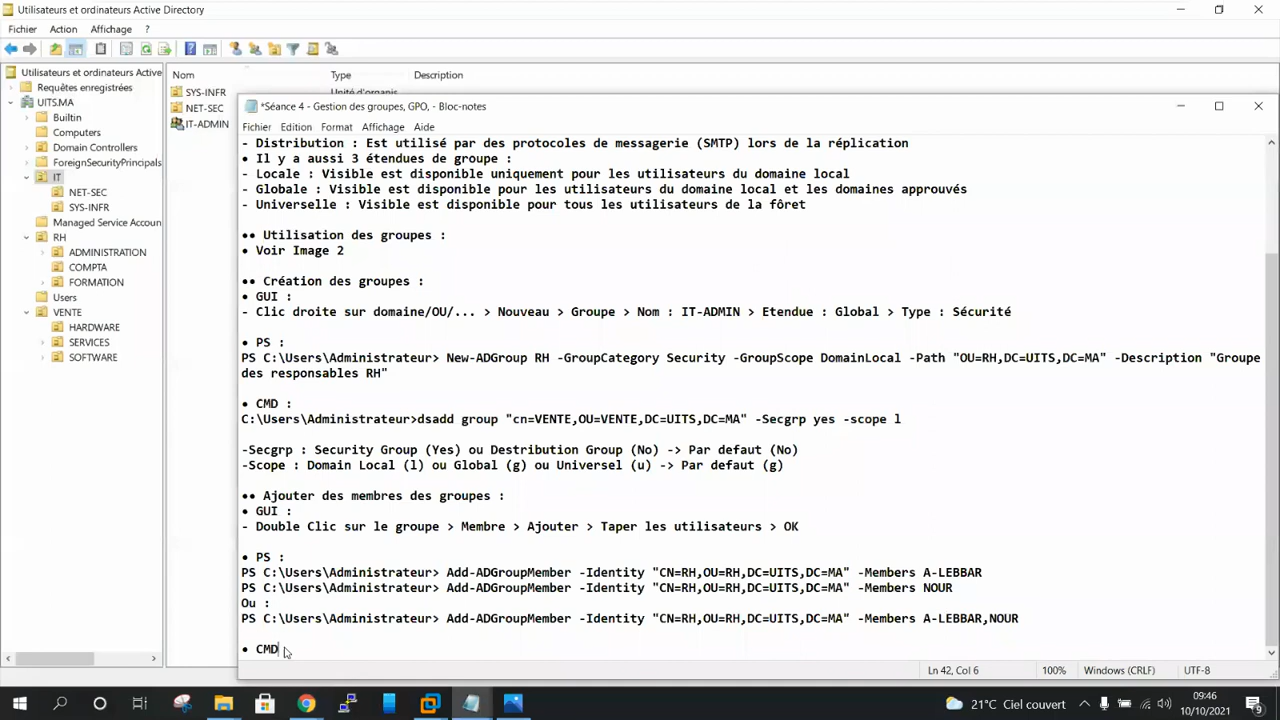 Utilisateurs et ordinateurs Active Directory
Fichier Action Affichage ?
Utilisateurs et ordinateurs Active
Requêtes enregistrées
UITS.MA
Builtin
Computers
Domain Controllers
ForeignSecurityPrincipals
IT
NET-SEC
SYS-INFR
Managed Service Accoun
RH
ADMINISTRATION
COMPTA
FORMATION
Users
VENTE
HARDWARE
SERVICES
SOFTWARE
Nom Type Description
SYS-INFR Unité d'organis
NET-SEC
IT-ADMIN
*Séance 4 - Gestion des groupes, GPO, - Bloc-notes
Fichier Edition Format Affichage Aide
- Distribution : Est utilisé par des protocoles de messagerie (SMTP) lors de la réplication
• Il y a aussi 3 étendues de groupe :
- Locale : Visible est disponible uniquement pour les utilisateurs du domaine local
- Globale : Visible est disponible pour les utilisateurs du domaine local et les domaines approuvés
- Universelle : Visible est disponible pour tous les utilisateurs de la fôret
•• Utilisation des groupes :
• Voir Image 2
•• Création des groupes :
• GUI :
- Clic droite sur domaine/OU/... > Nouveau > Groupe > Nom : IT-ADMIN > Etendue : Global > Type : Sécurité
• PS :
PS C:\Users\Administrateur> New-ADGroup RH -GroupCategory Security -GroupScope DomainLocal -Path "OU=RH,DC=UITS,DC=MA" -Description "Groupe
des responsables RH"
• CMD :
C:\Users\Administrateur>dsadd group "cn=VENTE,OU=VENTE,DC=UITS,DC=MA" -Secgrp yes -scope l
-Secgrp : Security Group (Yes) ou Destribution Group (No) -> Par defaut (No)
-Scope : Domain Local (l) ou Global (g) ou Universel (u) -> Par defaut (g)
•• Ajouter des membres des groupes :
• GUI :
- Double Clic sur le groupe > Membre > Ajouter > Taper les utilisateurs > OK
• PS :
PS C:\Users\Administrateur> Add-ADGroupMember -Identity "CN=RH,OU=RH,DC=UITS,DC=MA" -Members A-LEBBAR
PS C:\Users\Administrateur> Add-ADGroupMember -Identity "CN=RH,OU=RH,DC=UITS,DC=MA" -Members NOUR
Ou :
PS C:\Users\Administrateur> Add-ADGroupMember -Identity "CN=RH,OU=RH,DC=UITS,DC=MA" -Members A-LEBBAR,NOUR
• CMD
Ln 42, Col 6 100% Windows (CRLF) UTF-8
21°C Ciel couvert 09:46
10/10/2021
9